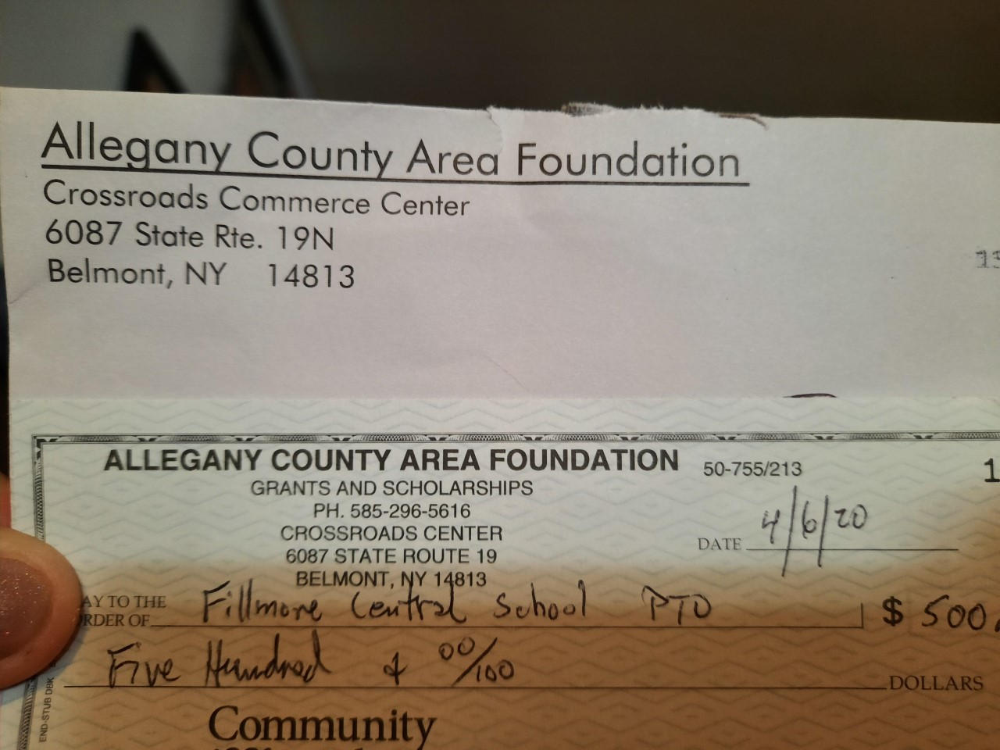 Allegany County Area Foundation
Crossroads Commerce Center
6087 State Rte. 19N
Belmont, NY 14813
ALLEGANY COUNTY AREA FOUNDATION
GRANTS AND SCHOLARSHIPS
PH. 585-296-5616
CROSSROADS CENTER
6087 STATE ROUTE 19
BELMONT, NY 14813
50-755/213
1
DATE 4/6/20
AY TO THE
RDER OF Fillmore Central School PTO $ 500.
Five Hundred & 00/100 DOLLARS
END-STUB DBK
Community